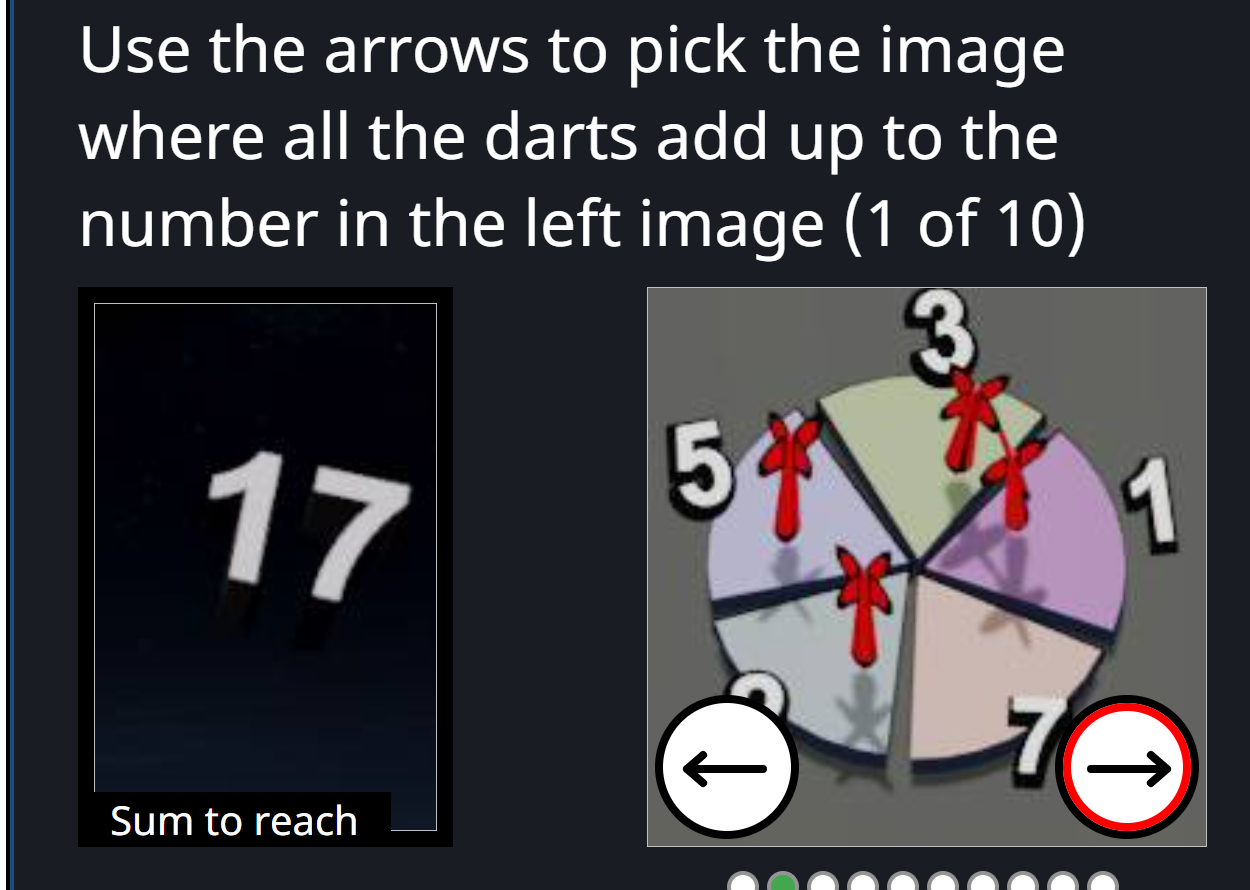 Use the arrows to pick the image
where all the darts add up to the
number in the left image (1 of 10)
17
Sum to reach
3
5
1
7